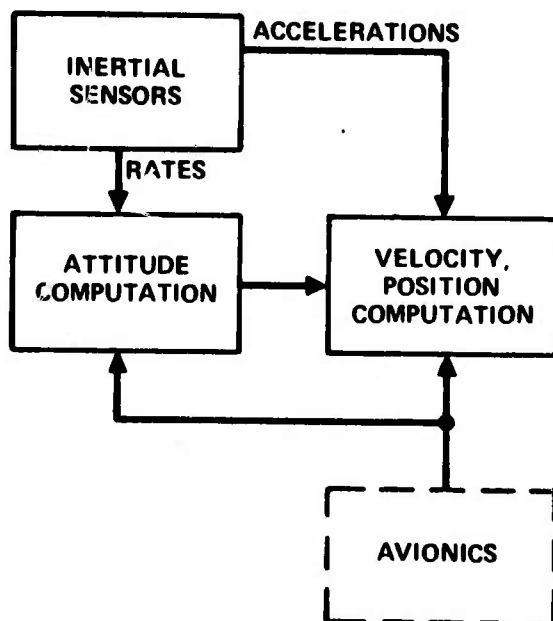 ACCELERATIONS
INERTIAL
SENSORS
RATES
ATTITUDE
COMPUTATION
VELOCITY,
POSITION
COMPUTATION
AVIONICS